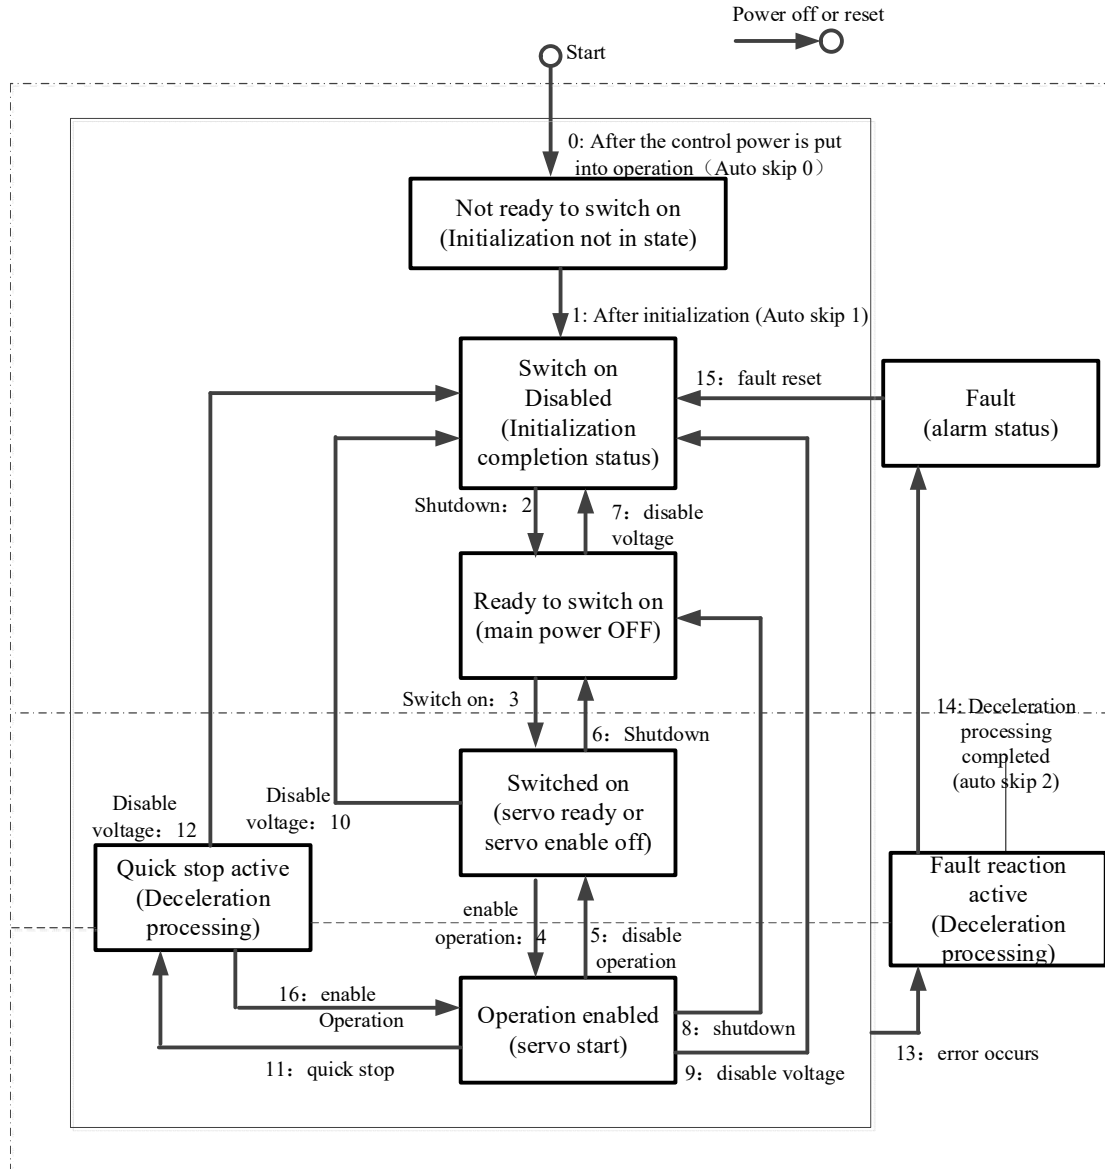 Power off or reset
Start
0: After the control power is put
into operation（Auto skip 0）
Not ready to switch on
(Initialization not in state)
1: After initialization (Auto skip 1)
Switch on
Disabled
(Initialization
completion status)
15：fault reset
Fault
(alarm status)
Shutdown：2
7：disable
voltage
Ready to switch on
(main power OFF)
Switch on：3
6：Shutdown
14: Deceleration
processing
completed
(auto skip 2)
Switched on
(servo ready or
servo enable off)
Disable
voltage：12
Disable
voltage：10
Quick stop active
(Deceleration
processing)
Fault reaction
active
(Deceleration
processing)
enable
operation：4
5：disable
operation
16：enable
Operation
Operation enabled
(servo start)
8：shutdown
11：quick stop
9：disable voltage
13：error occurs